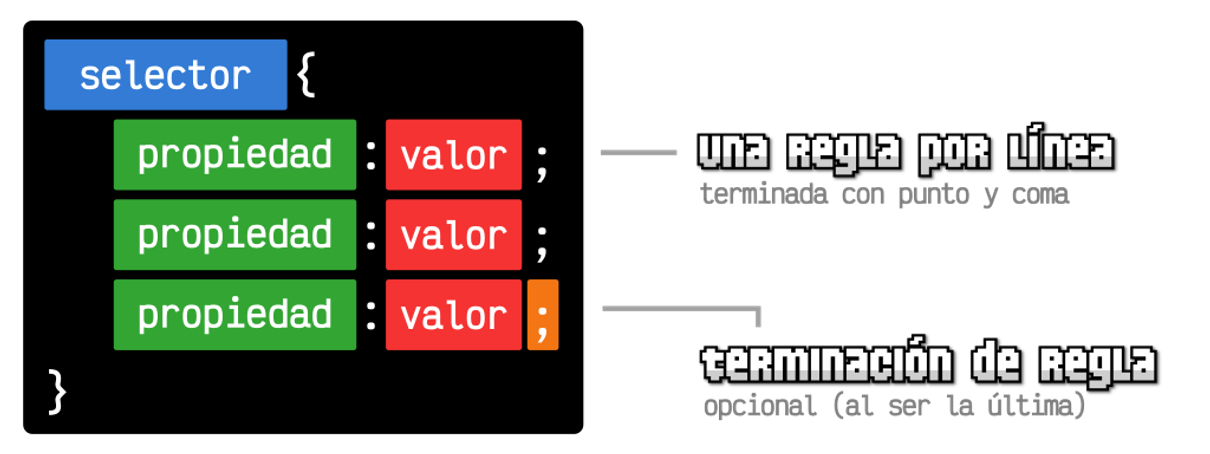 selector {
propiedad : valor ;
propiedad : valor ;
propiedad : valor ;
}
Una regla por línea
terminada con punto y coma
terminación de regla
opcional (al ser la última)